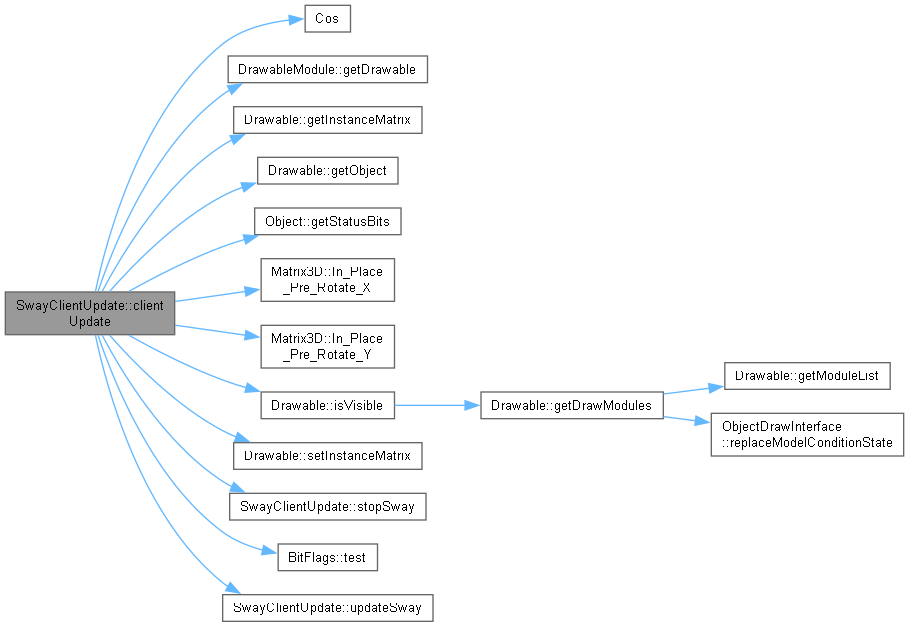 Cos
DrawableModule::getDrawable
Drawable::getInstanceMatrix
Drawable::getObject
Object::getStatusBits
Matrix3D::In_Place
_Pre_Rotate_X
SwayClientUpdate::client
Update
Matrix3D::In_Place
_Pre_Rotate_Y
Drawable::isVisible
Drawable::getDrawModules
Drawable::getModuleList
ObjectDrawInterface
::replaceModelConditionState
Drawable::setInstanceMatrix
SwayClientUpdate::stopSway
BitFlags::test
SwayClientUpdate::updateSway